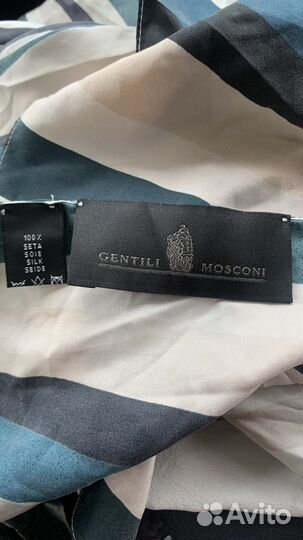 100%
SETA
SOIE
SILK
SEIDE
GENTILI MOSCONI
Avito